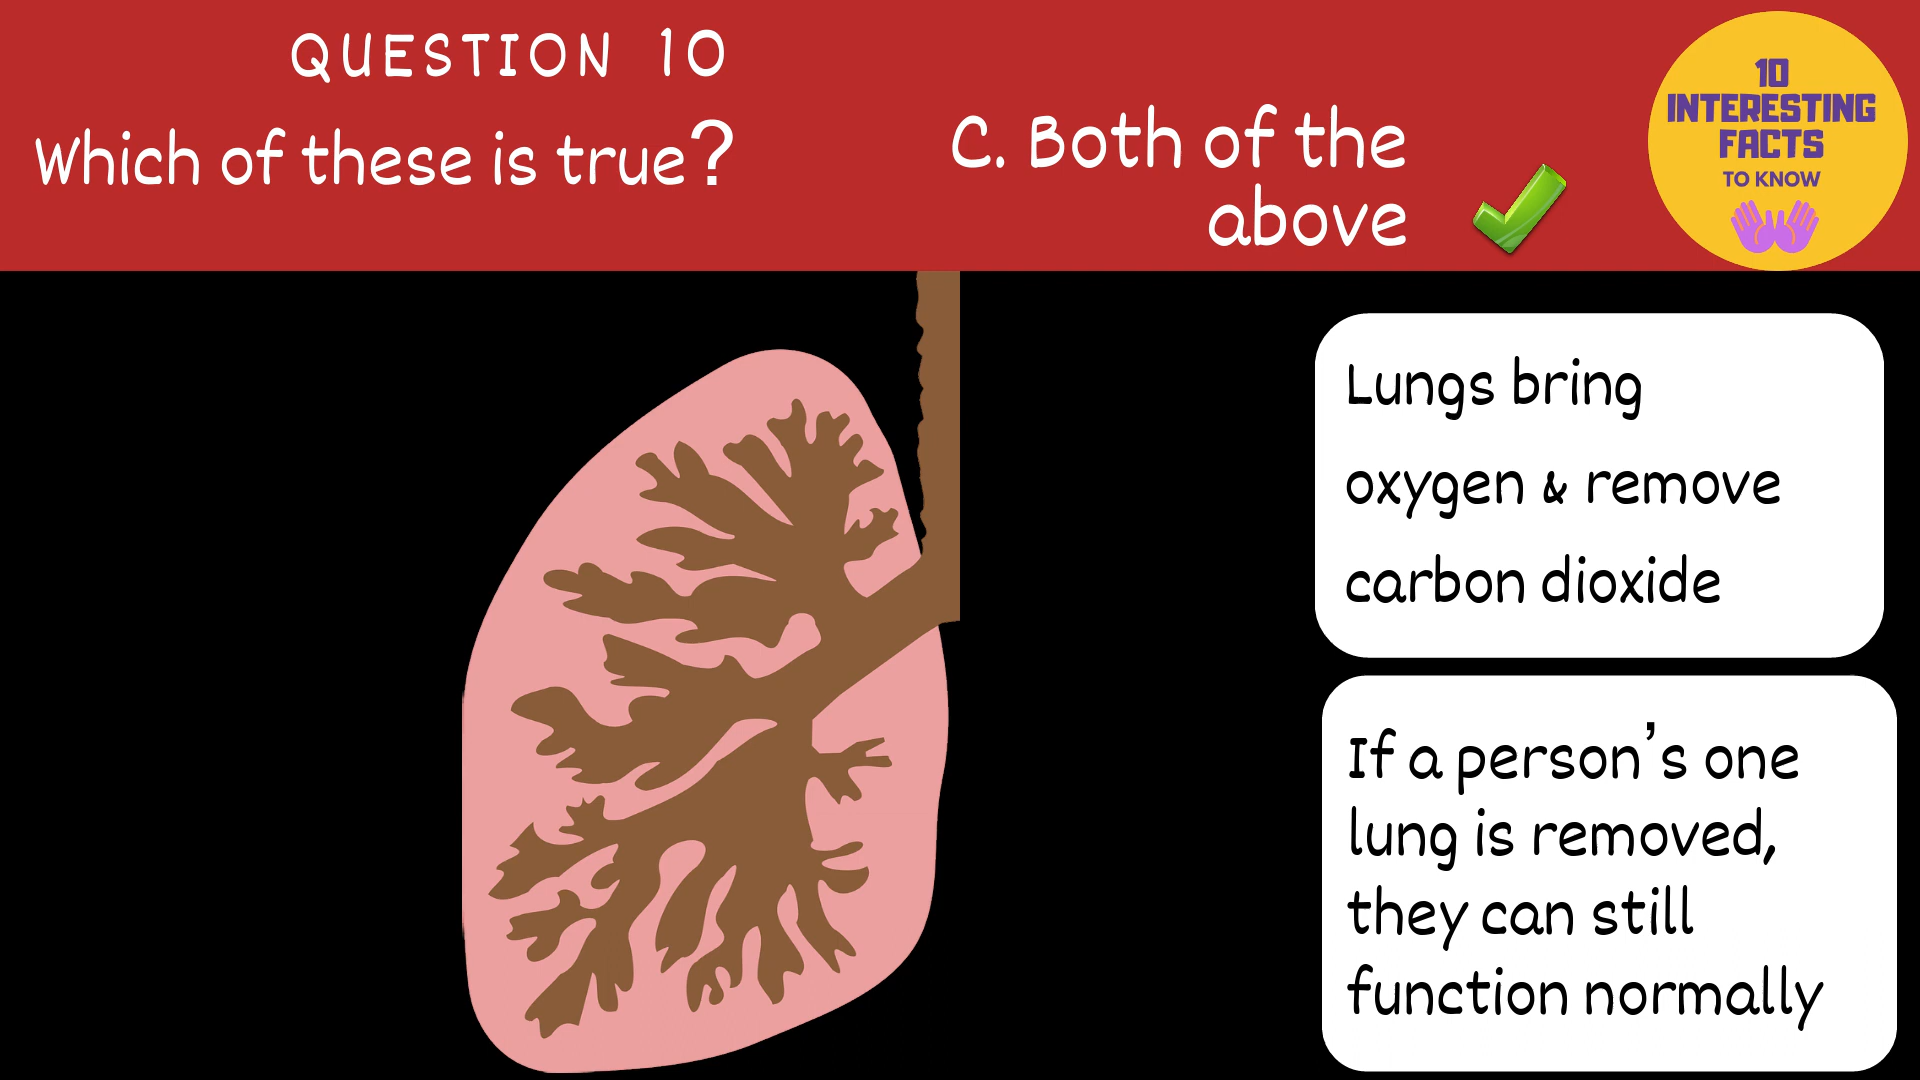 QUESTION 10
Which of these is true?
C. Both of the
above
10
INTERESTING
FACTS
TO KNOW
Lungs bring
oxygen & remove
carbon dioxide
If a person's one
lung is removed,
they can still
function normally